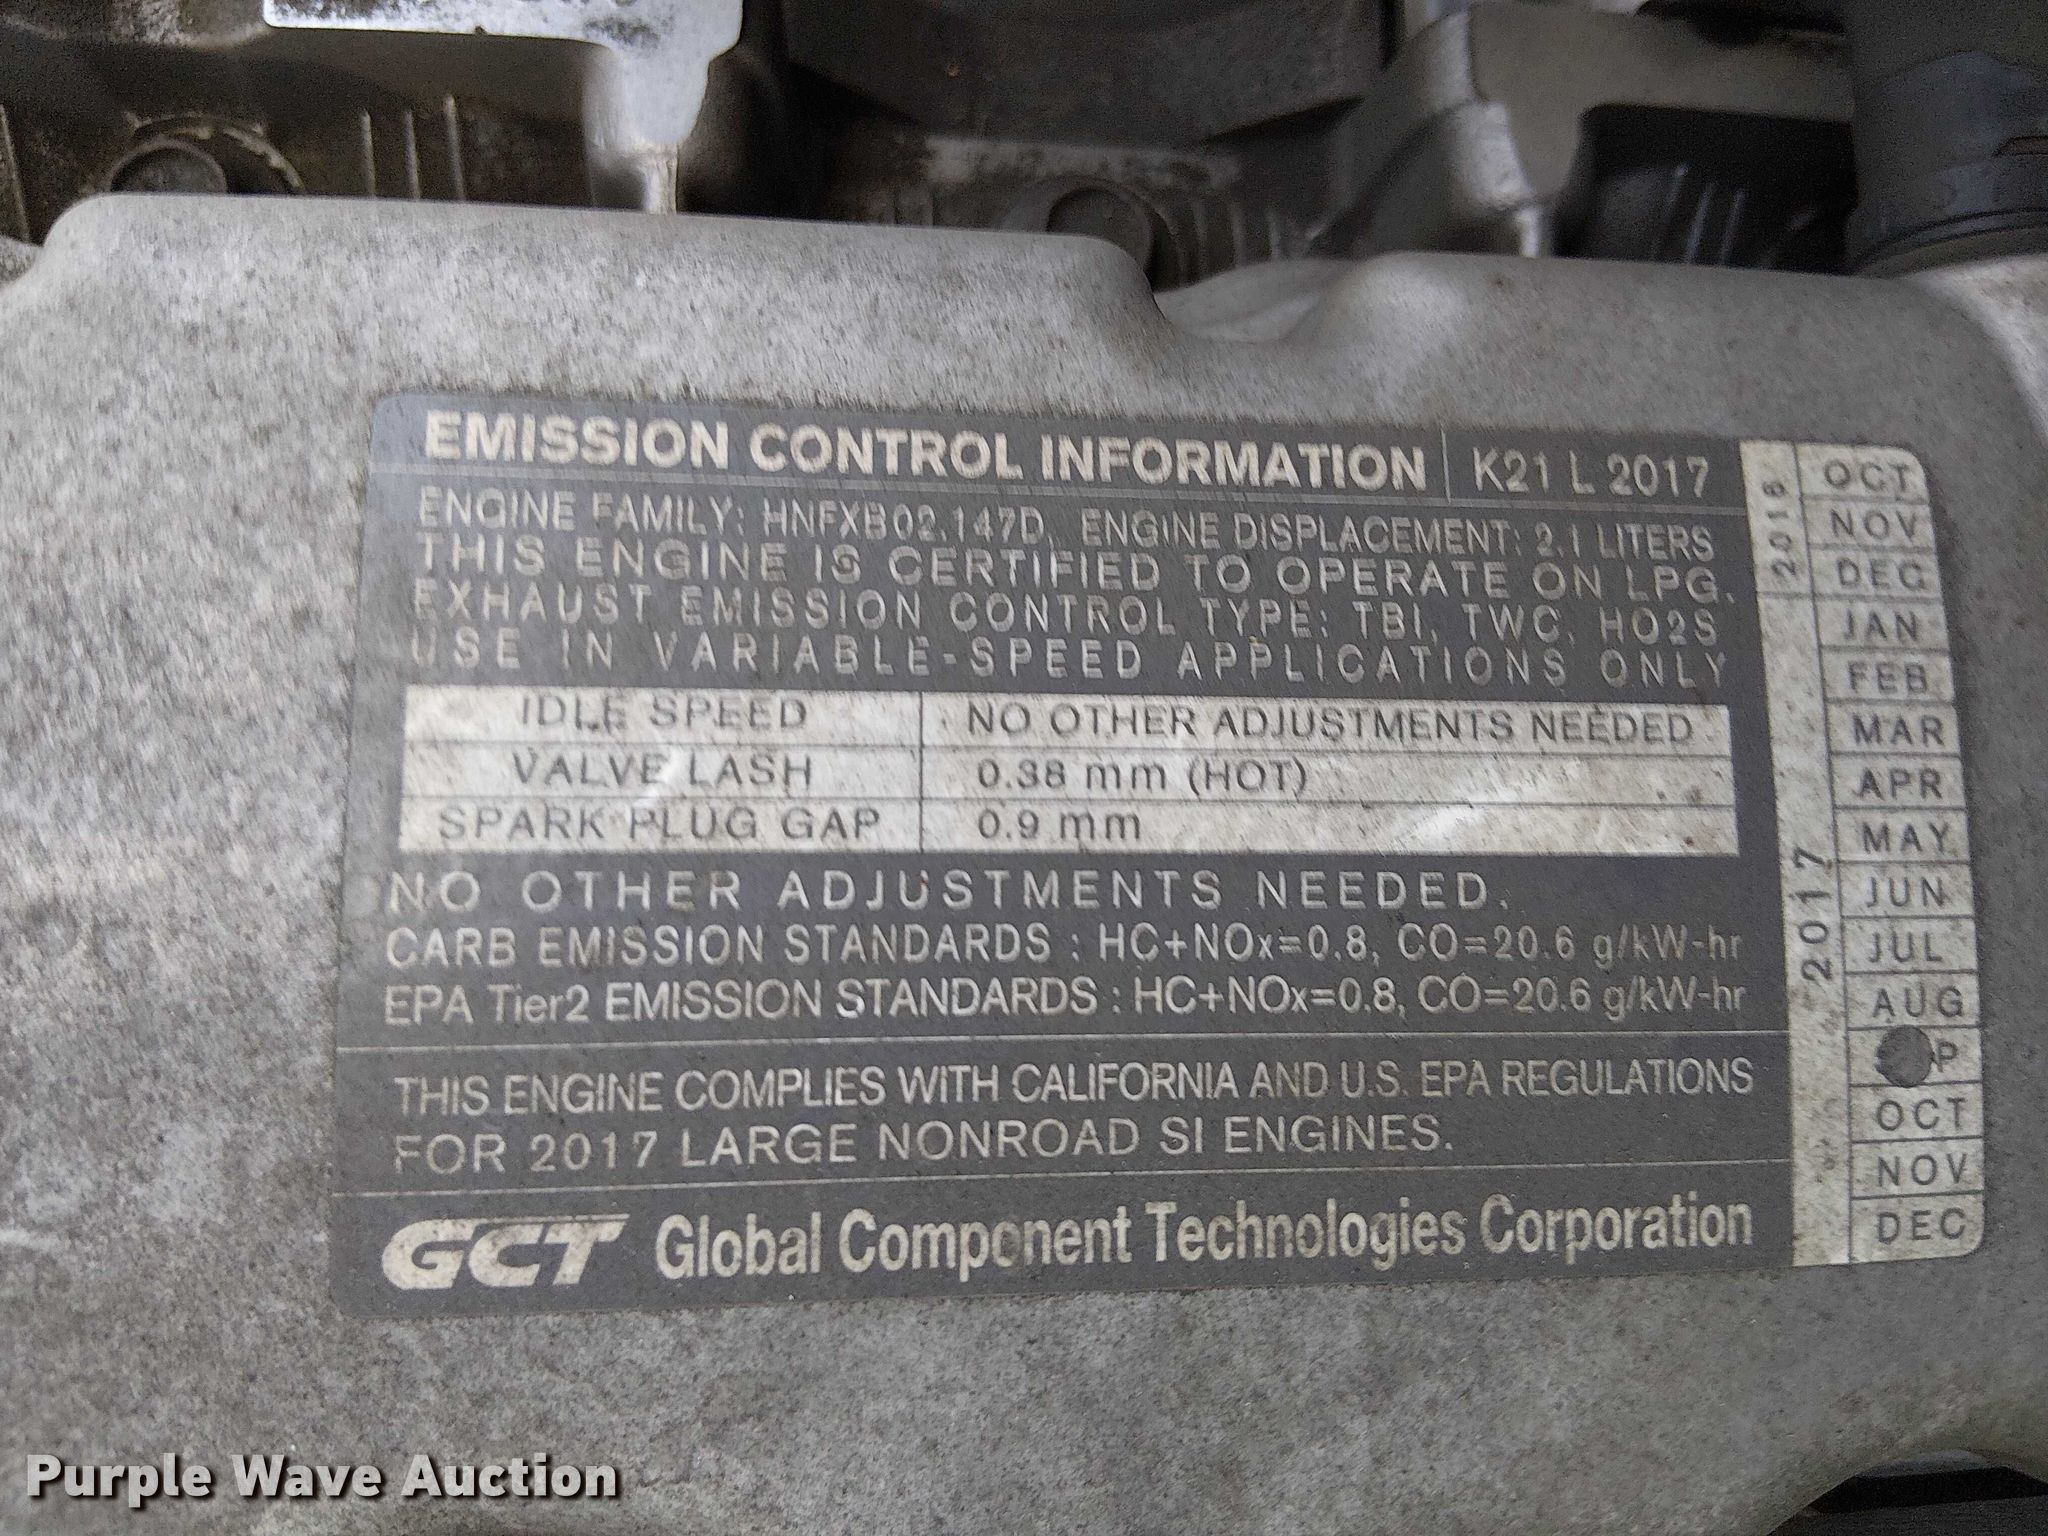 EMISSION CONTROL INFORMATION K21 L 2017
ENGINE FAMILY: HNFXB02.147D, ENGINE DISPLACEMENT: 2.1 LITERS
THIS ENGINE IS CERTIFIED TO OPERATE ON LPG.
EXHAUST EMISSION CONTROL TYPE: TBI, TWC, HO2S
USE IN VARIABLE-SPEED APPLICATIONS ONLY
IDLE SPEED NO OTHER ADJUSTMENTS NEEDED
VALVE LASH 0.38 mm (HOT)
SPARK PLUG GAP 0.9 mm
NO OTHER ADJUSTMENTS NEEDED.
CARB EMISSION STANDARDS : HC+NOx=0.8, CO=20.6 g/kW-hr
EPA Tier2 EMISSION STANDARDS : HC+NOx=0.8, CO=20.6 g/kW-hr
THIS ENGINE COMPLIES WITH CALIFORNIA AND U.S. EPA REGULATIONS
FOR 2017 LARGE NONROAD SI ENGINES.
GCT Global Component Technologies Corporation
2016
OCT
NOV
DEC
2017
JAN
FEB
MAR
APR
MAY
JUN
JUL
AUG
OCT
NOV
DEC
Purple Wave Auction